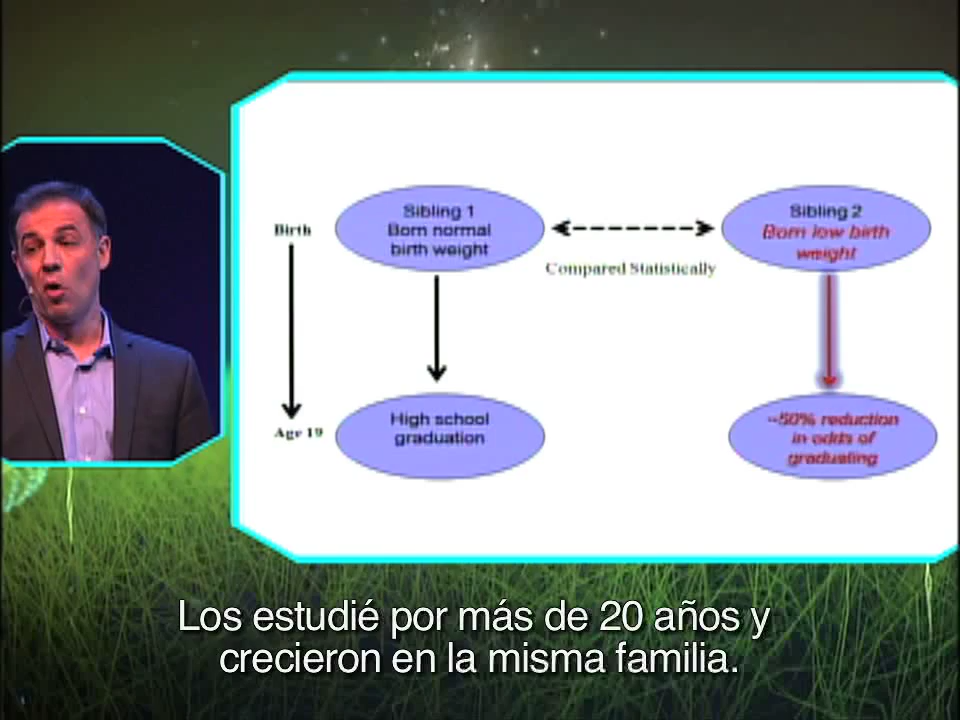 Sibling 1
Born normal
birth weight
Sibling 2
Born low birth
weight
Birth
Compared Statistically
High school
graduation
Age 19
~50% reduction
in odds of
graduating
Los estudié por más de 20 años y
crecieron en la misma familia.